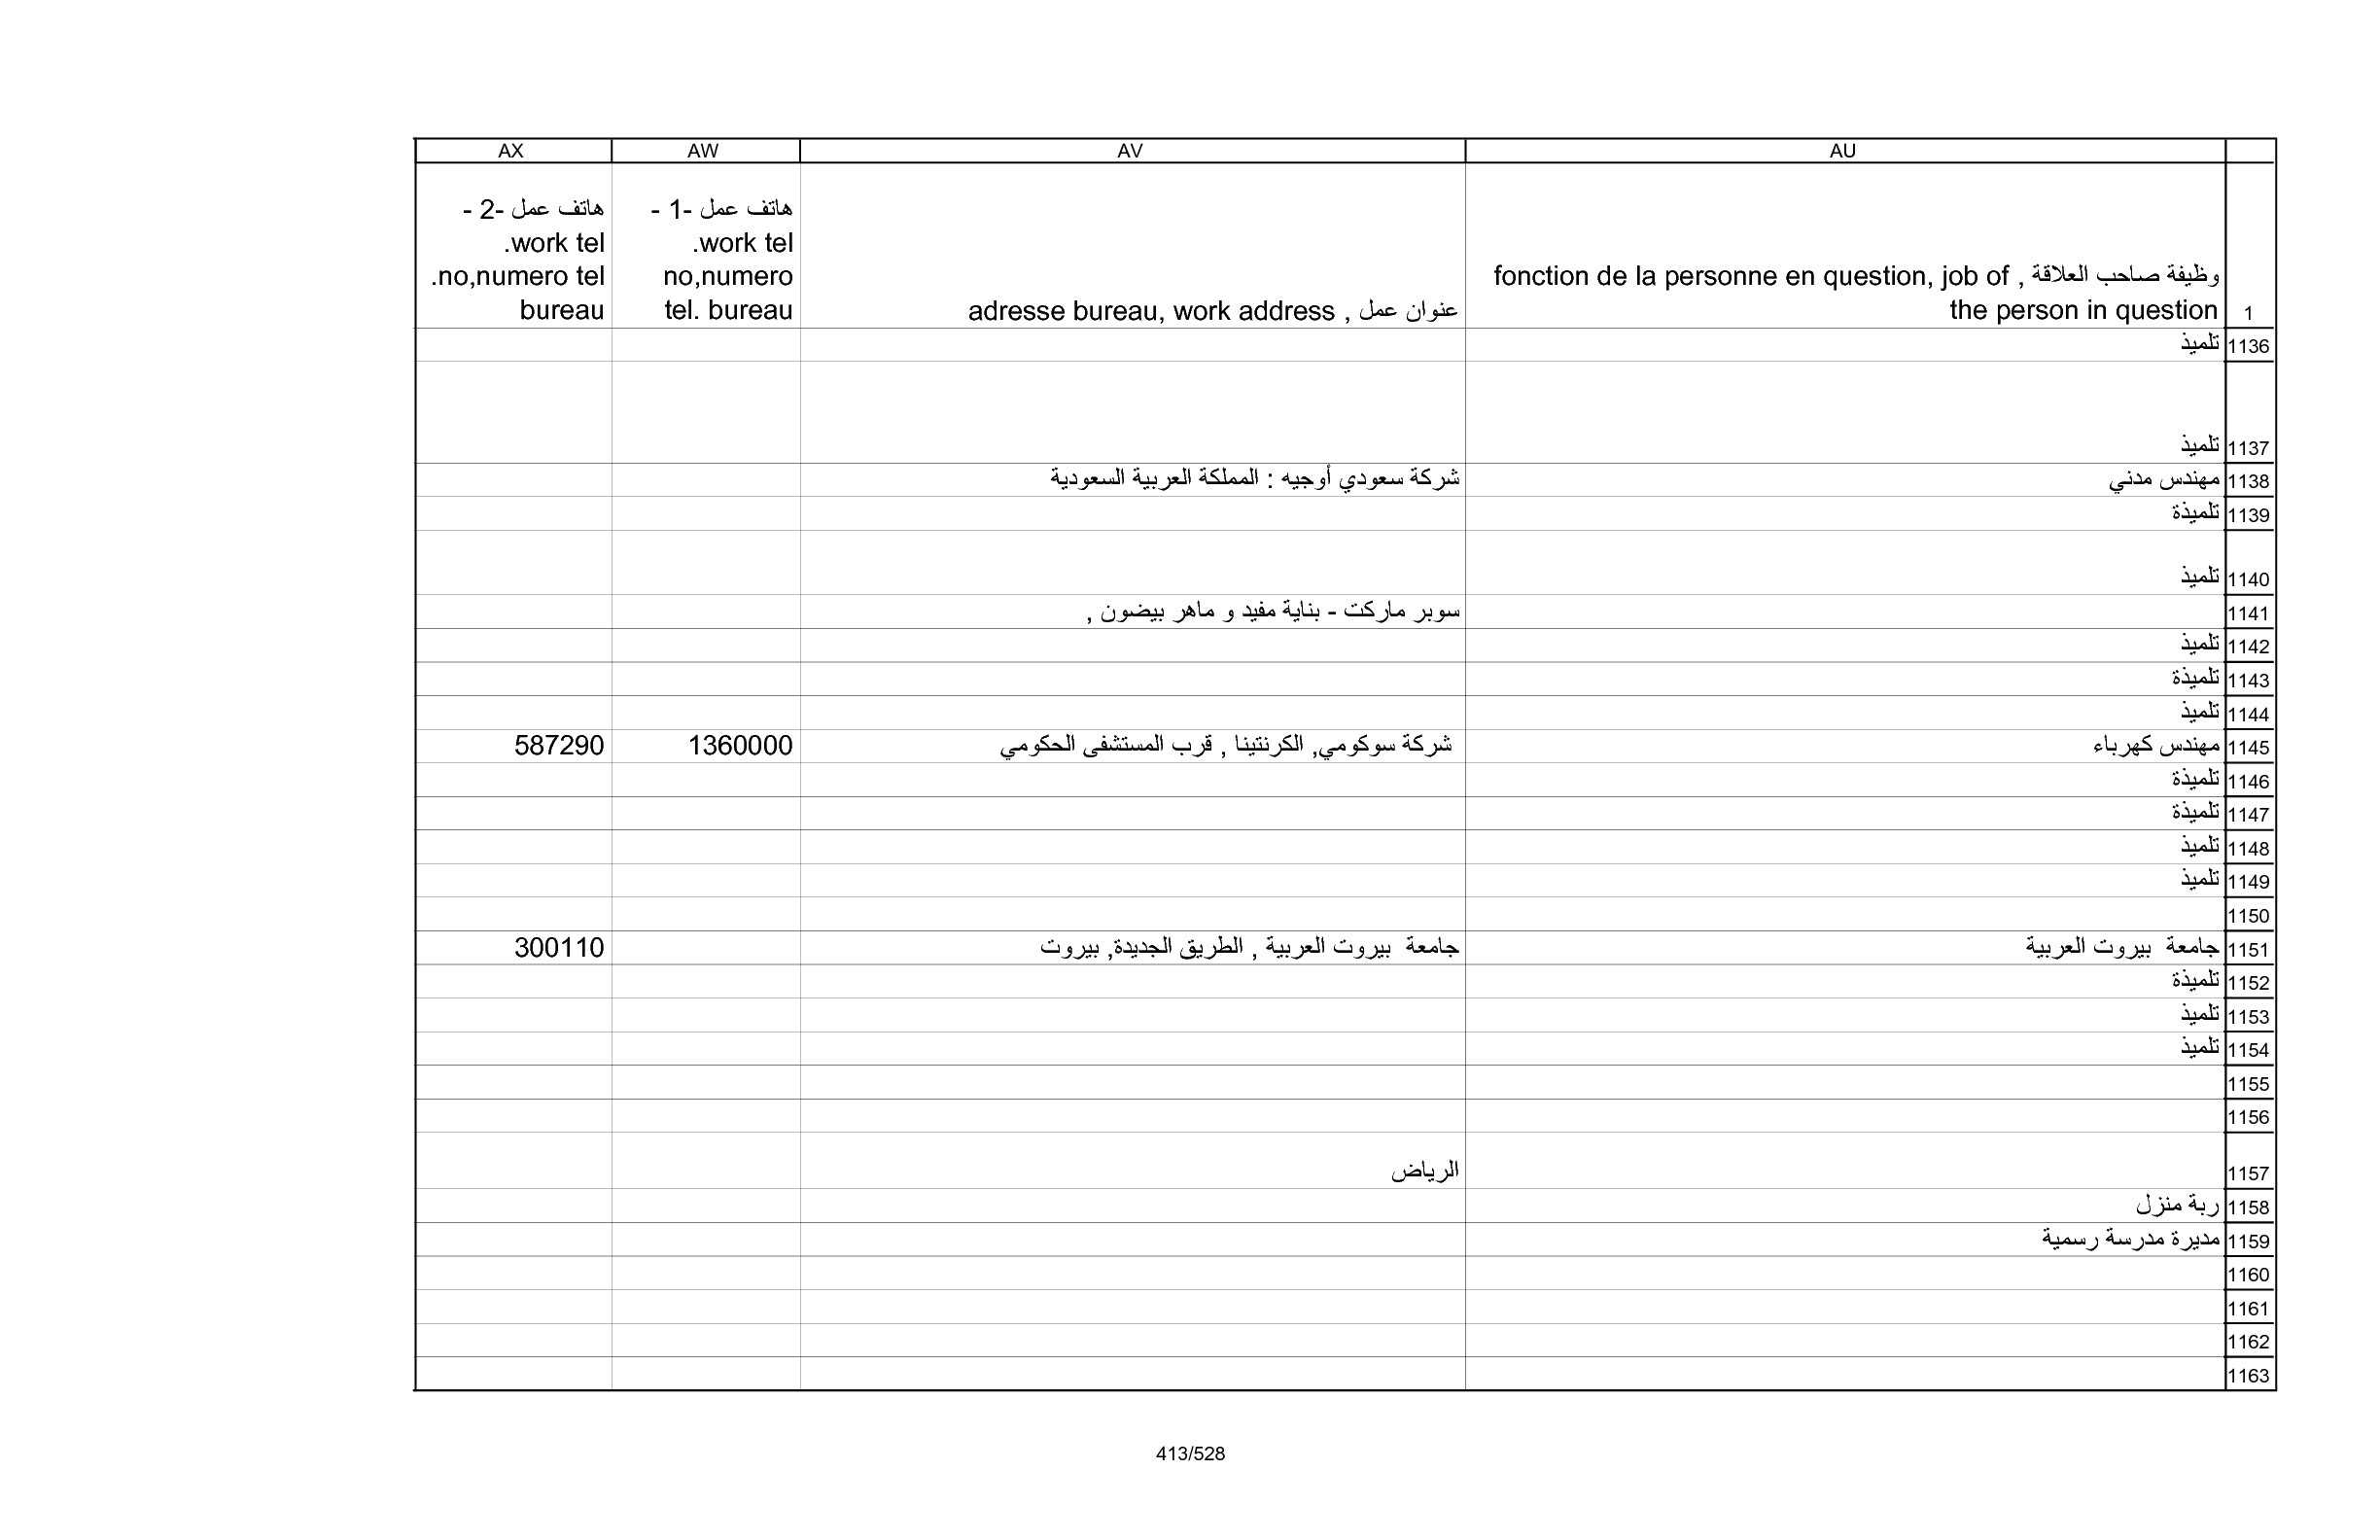 AU AV AW AX
1 وظيفة صاحب العلاقة , fonction de la personne en question, job of the person in question عنوان عمل , adresse bureau, work address هاتف عمل -1 - work tel. no,numero tel. bureau هاتف عمل -2 - work tel. no,numero tel. bureau
1136 تلميذ
1137 تلميذ
1138 مهندس مدني شركة سعودي أوجيه : المملكة العربية السعودية
1139 تلميذة
1140 تلميذ
1141 سوبر ماركت - بناية مفيد و ماهر بيضون ,
1142 تلميذ
1143 تلميذة
1144 تلميذ
1145 مهندس كهرباء شركة سوكومي, الكرنتينا , قرب المستشفى الحكومي 1360000 587290
1146 تلميذة
1147 تلميذة
1148 تلميذ
1149 تلميذ
1150
1151 جامعة بيروت العربية جامعة بيروت العربية , الطريق الجديدة, بيروت 300110
1152 تلميذة
1153 تلميذ
1154 تلميذ
1155
1156
1157 الرياض
1158 ربة منزل
1159 مديرة مدرسة رسمية
1160
1161
1162
1163
413/528